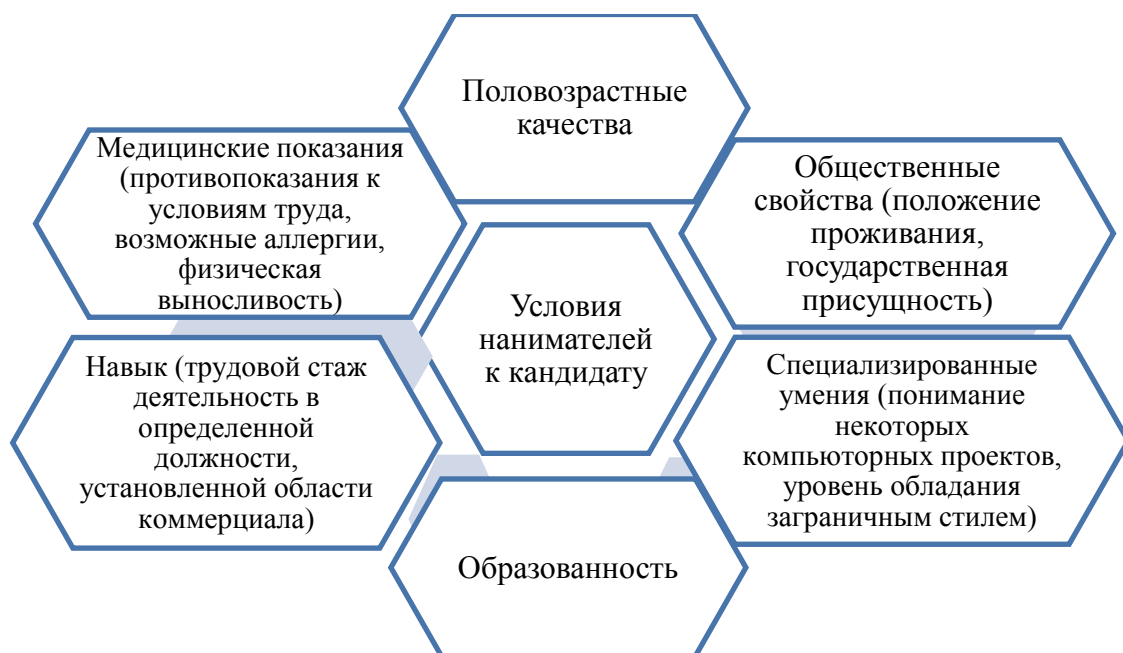 Половозрастные
качества
Медицинские показания
(противопоказания к
условиям труда,
возможные аллергии,
физическая
выносливость)
Общественные
свойства (положение
проживания,
государственная
присущность)
Условия
нанимателей
к кандидату
Навык (трудовой стаж
деятельность в
определенной
должности,
установленной области
коммерциала)
Специализированные
умения (понимание
некоторых
компьюторных проектов,
уровень обладания
заграничным стилем)
Образованность